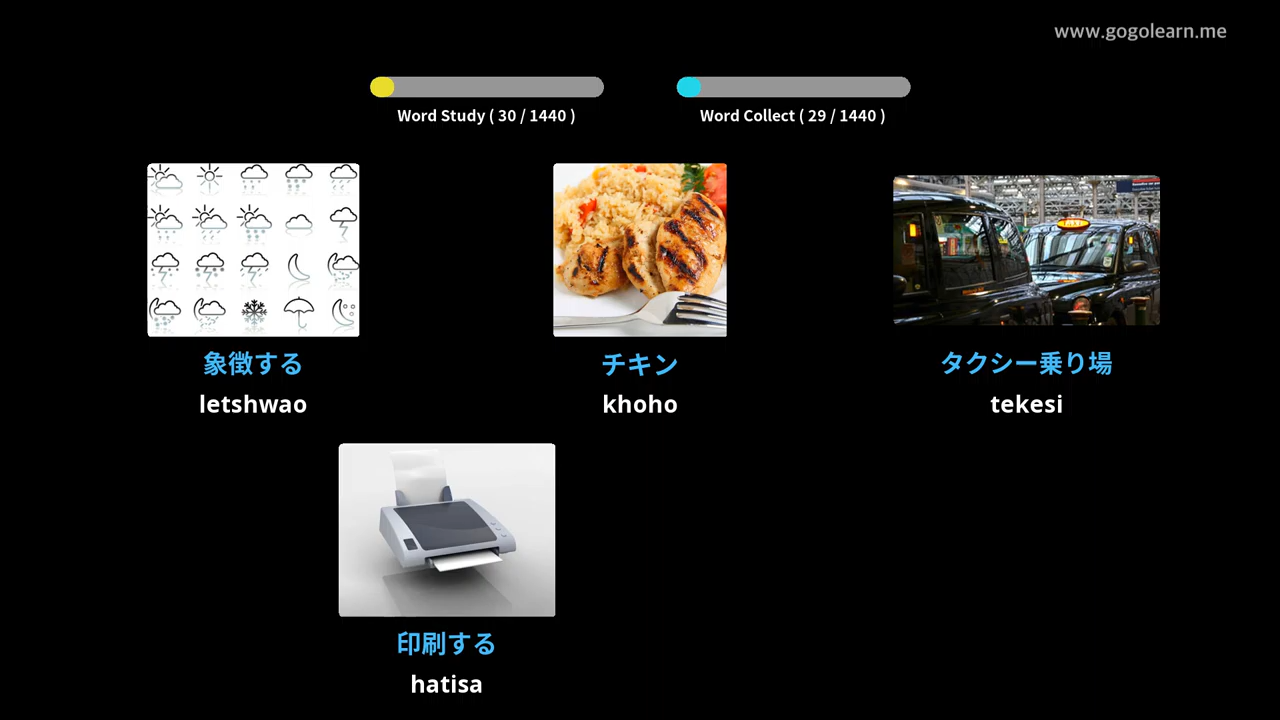 www.gogolearn.me
Word Study ( 30 / 1440 )
Word Collect ( 29 / 1440 )
象徴する
letshwao
チキン
khoho
タクシー乗り場
tekesi
印刷する
hatisa